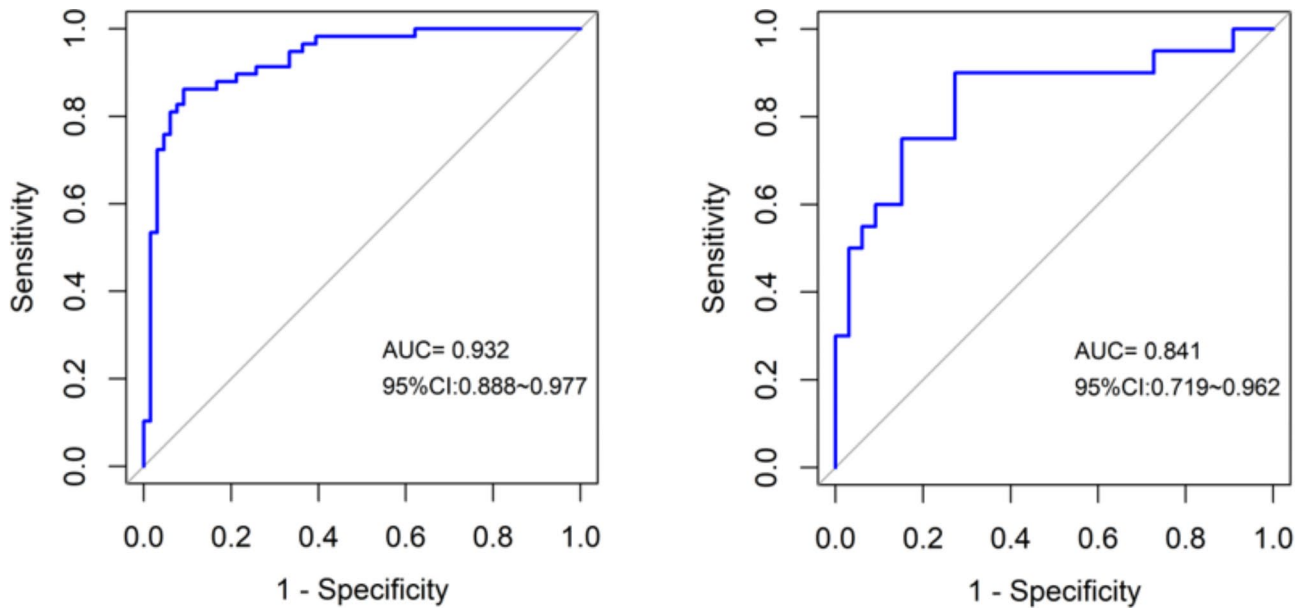 Sensitivity
1.0
0.8
0.6
0.4
0.2
0.0
AUC= 0.932
95%CI:0.888~0.977
0.0 0.2 0.4 0.6 0.8 1.0
1 - Specificity
Sensitivity
1.0
0.8
0.6
0.4
0.2
0.0
AUC= 0.841
95%CI:0.719~0.962
0.0 0.2 0.4 0.6 0.8 1.0
1 - Specificity